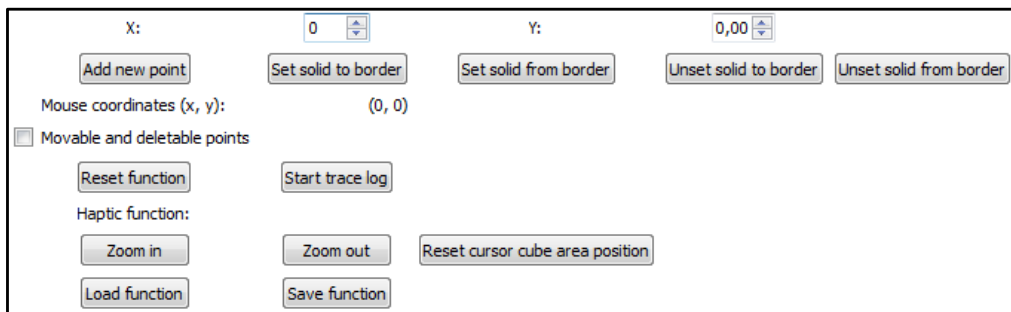 X: 0 Y: 0,00
Add new point Set solid to border Set solid from border Unset solid to border Unset solid from border
Mouse coordinates (x, y): (0, 0)
Movable and deletable points
Reset function Start trace log
Haptic function:
Zoom in Zoom out Reset cursor cube area position
Load function Save function